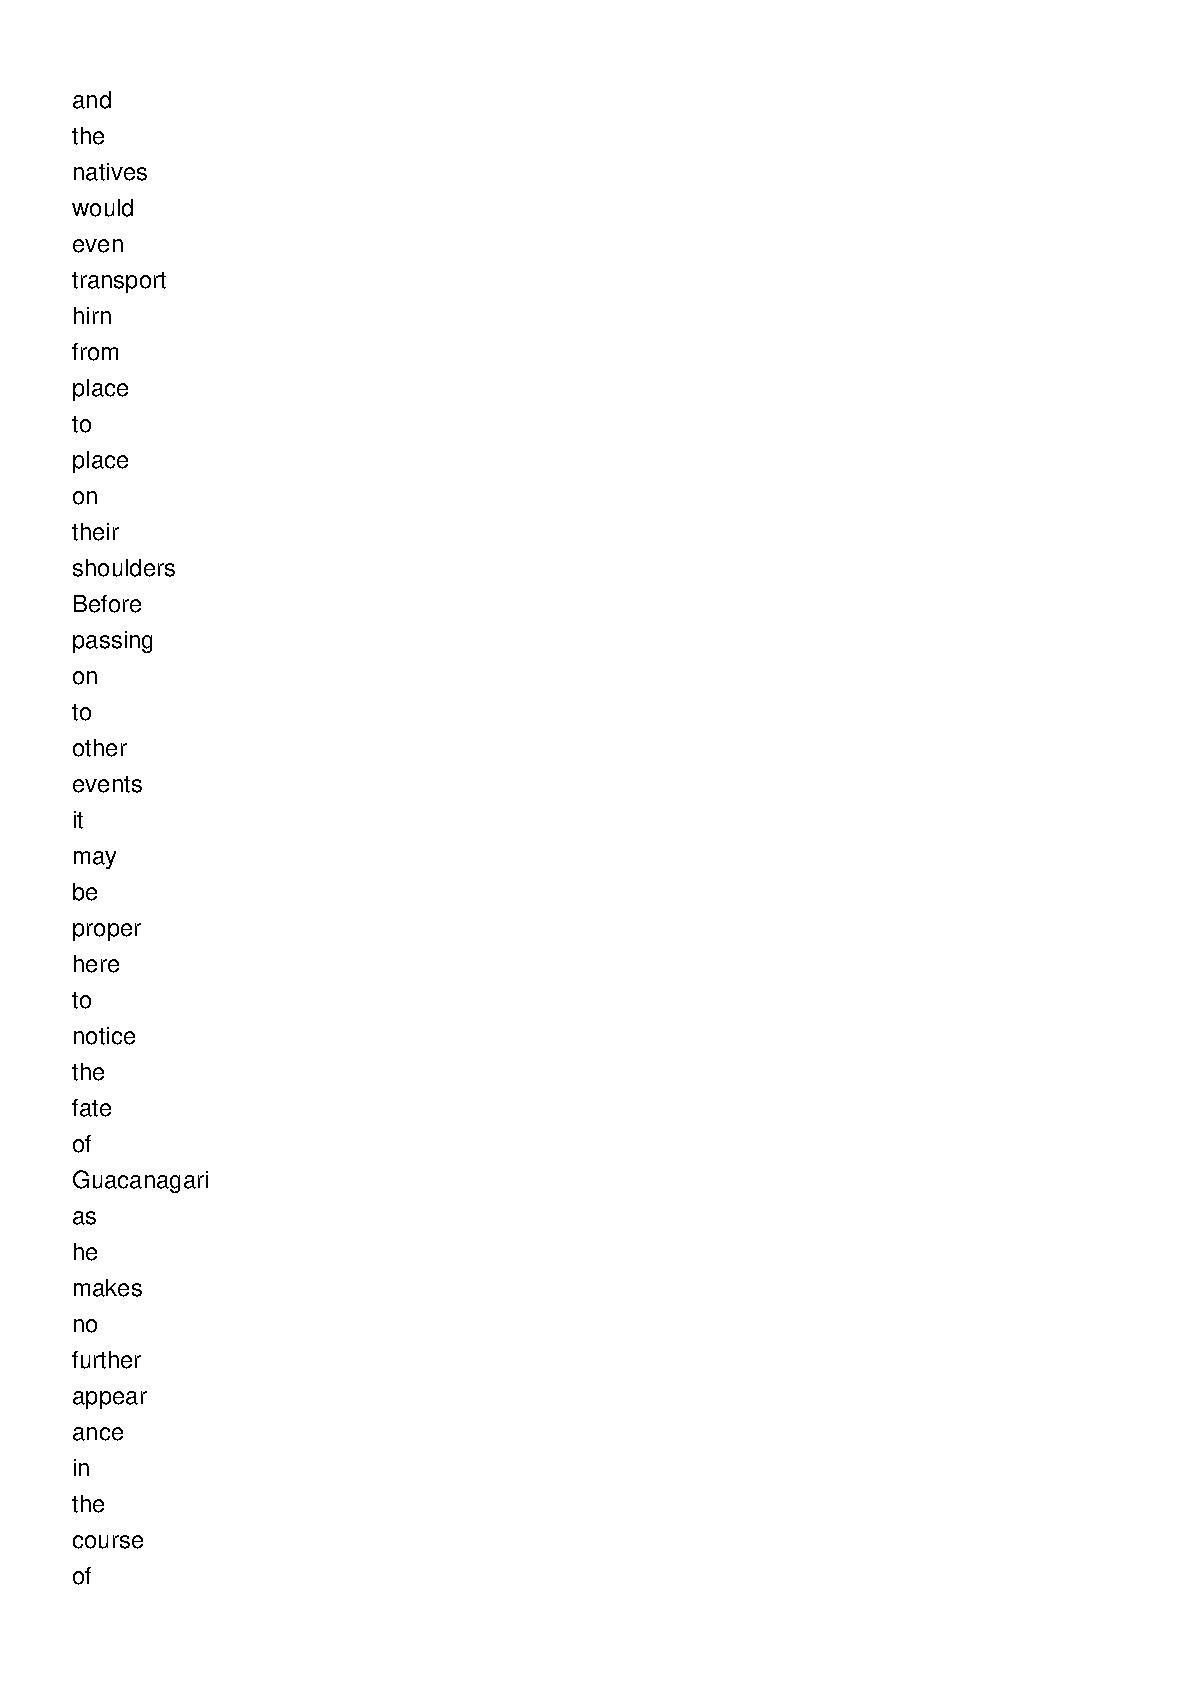 and
the
natives
would
even
transport
hirn
from
place
to
place
on
their
shoulders
Before
passing
on
to
other
events
it
may
be
proper
here
to
notice
the
fate
of
Guacanagari
as
he
makes
no
further
appear
ance
in
the
course
of